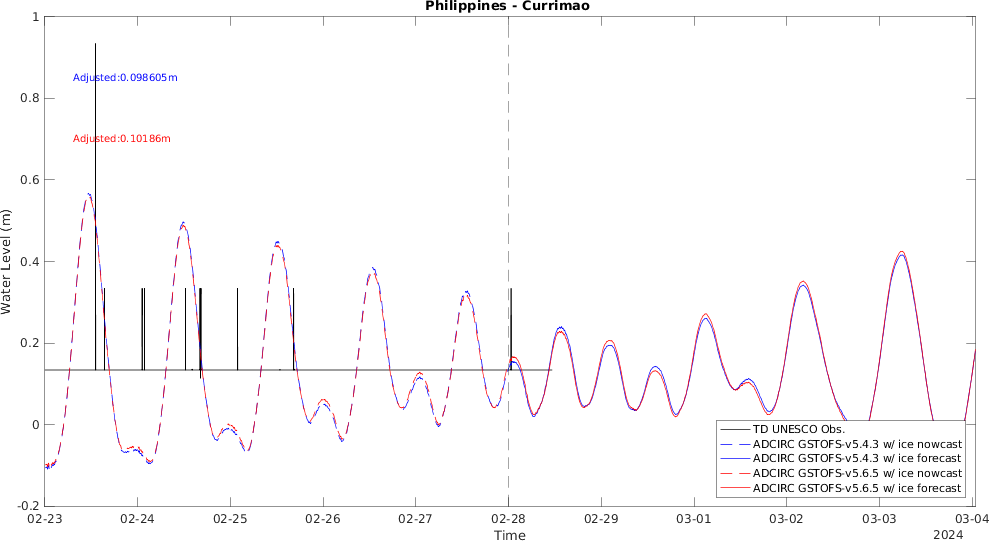 Philippines - Currimao
1
0.8
0.6
0.4
0.2
0
-0.2
Water Level (m)
Adjusted:0.098605m
Adjusted:0.10186m
TD UNESCO Obs.
ADCIRC GSTOFS-v5.4.3 w/ ice nowcast
ADCIRC GSTOFS-v5.4.3 w/ ice forecast
ADCIRC GSTOFS-v5.6.5 w/ ice nowcast
ADCIRC GSTOFS-v5.6.5 w/ ice forecast
02-23 02-24 02-25 02-26 02-27 02-28 02-29 03-01 03-02 03-03 03-04
Time
2024